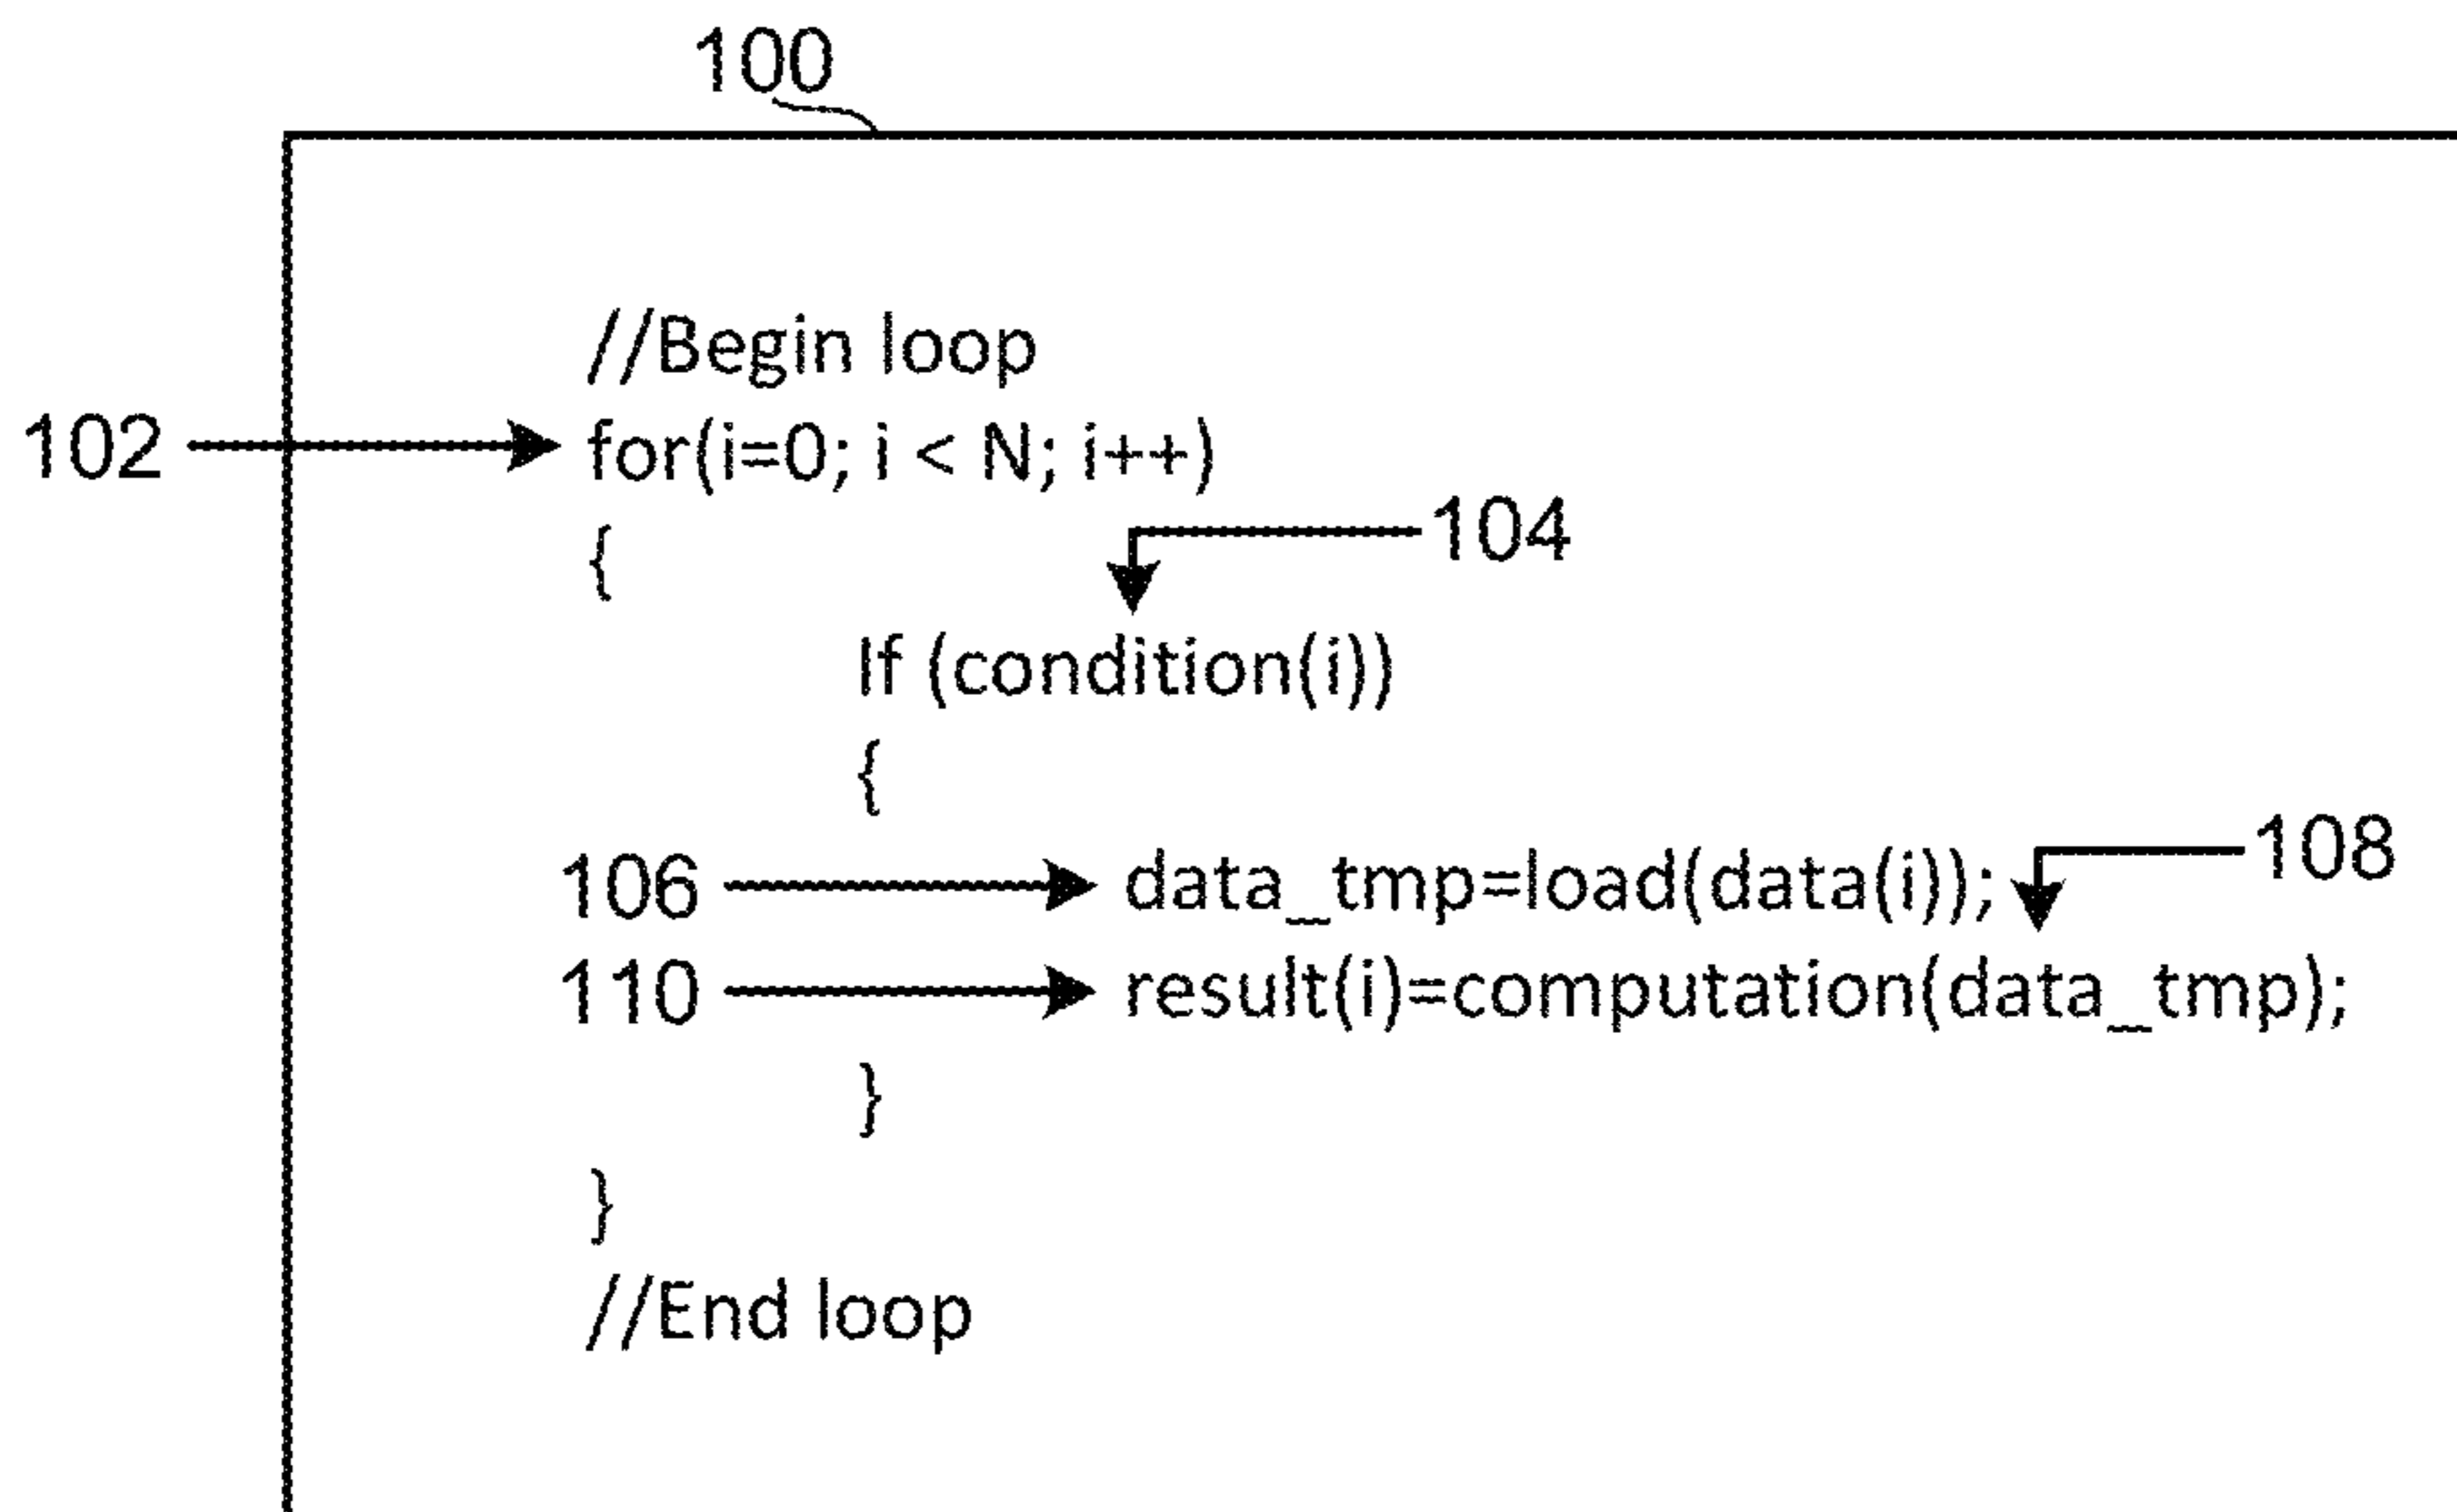 100
//Begin loop
102 for(i=0; i < N; i++)
{ 104
If (condition(i))
{
106 data_tmp=load(data(i)); 108
110 result(i)=computation(data_tmp);
}
}
//End loop